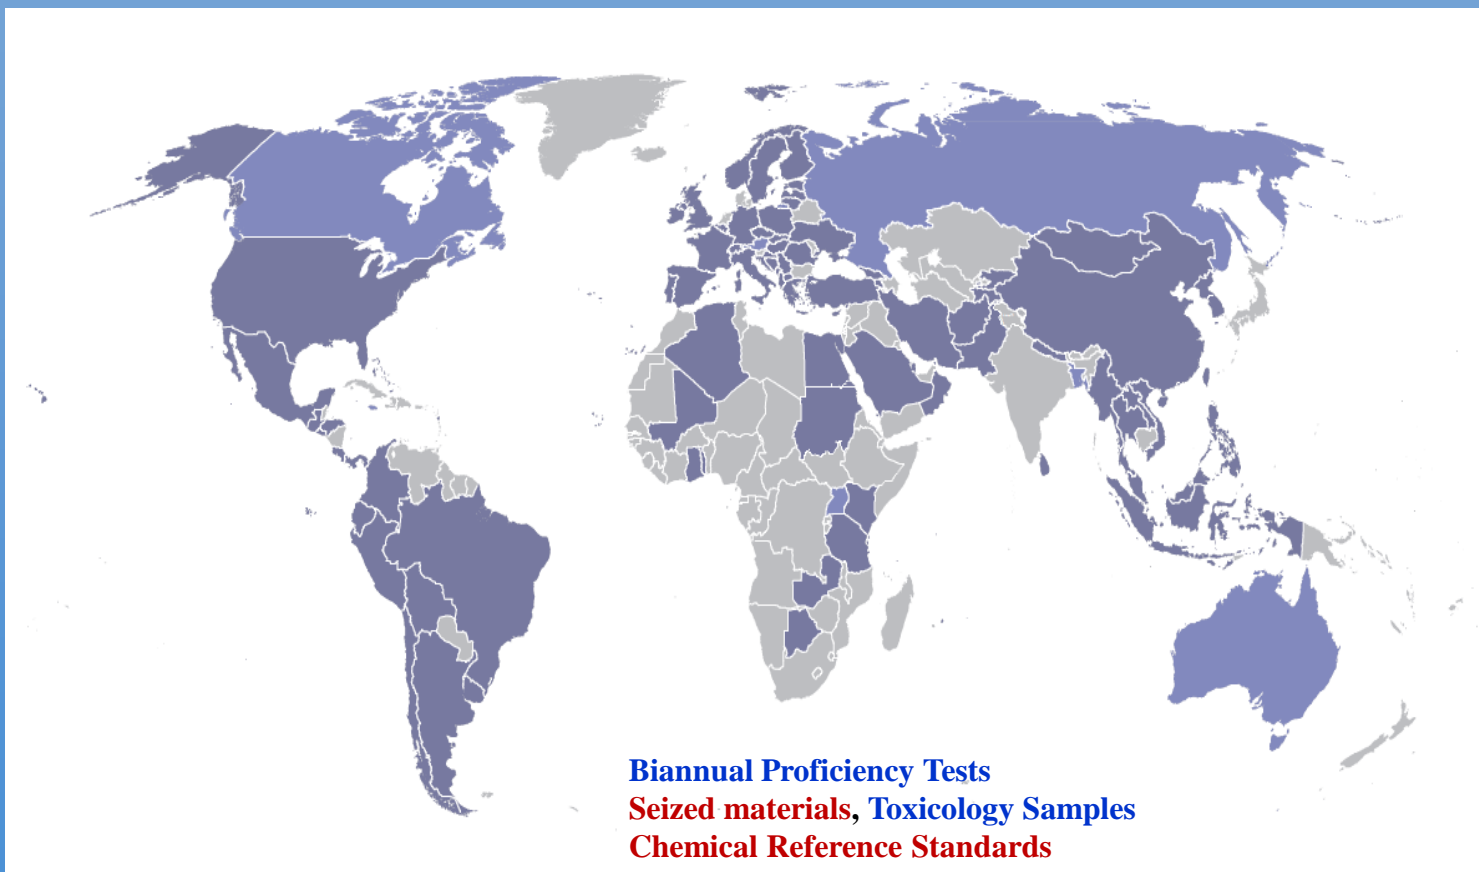 Biannual Proficiency Tests
Seized materials, Toxicology Samples
Chemical Reference Standards